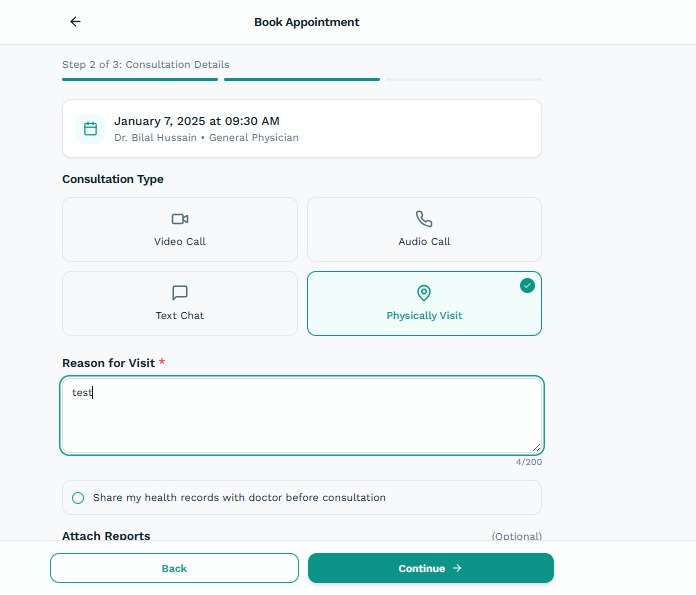 Book Appointment
Step 2 of 3: Consultation Details
January 7, 2025 at 09:30 AM
Dr. Bilal Hussain • General Physician
Consultation Type
Video Call
Audio Call
Text Chat
Physically Visit
Reason for Visit *
test
4/200
Share my health records with doctor before consultation
Attach Reports (Optional)
Back
Continue →